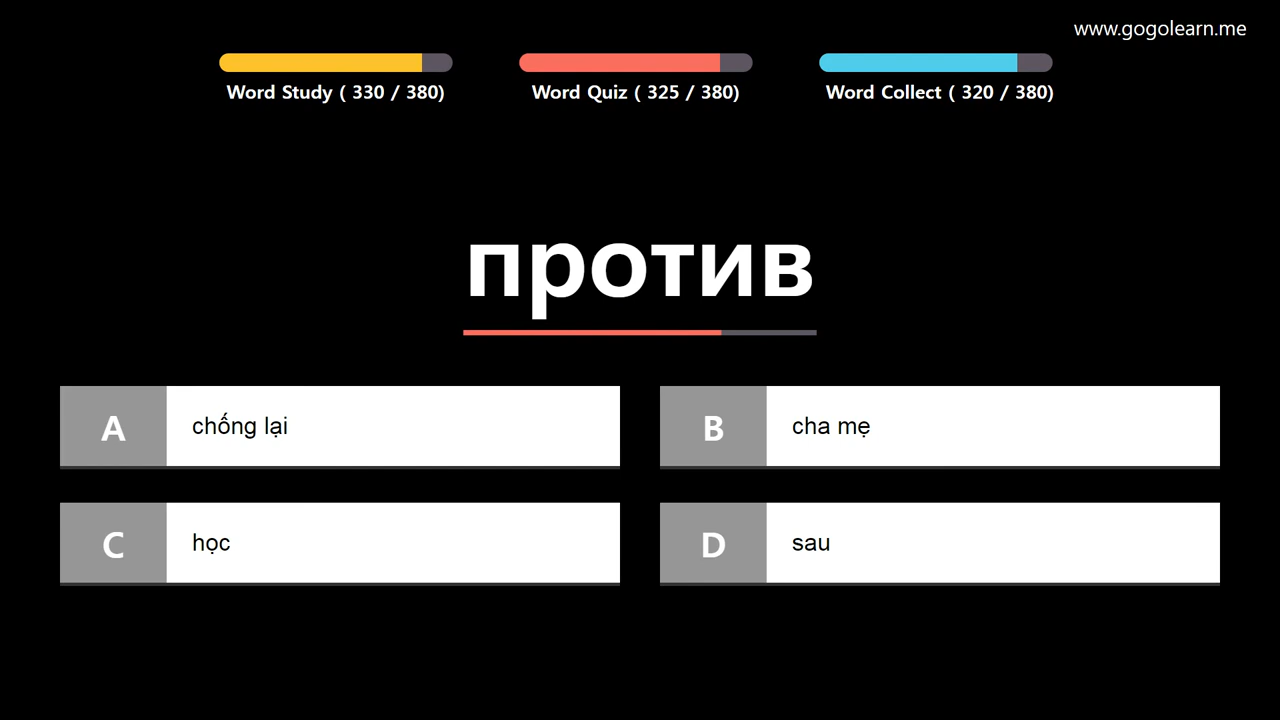 www.gogolearn.me
Word Study ( 330 / 380)
Word Quiz ( 325 / 380)
Word Collect ( 320 / 380)
против
A chống lại
B cha mẹ
C học
D sau